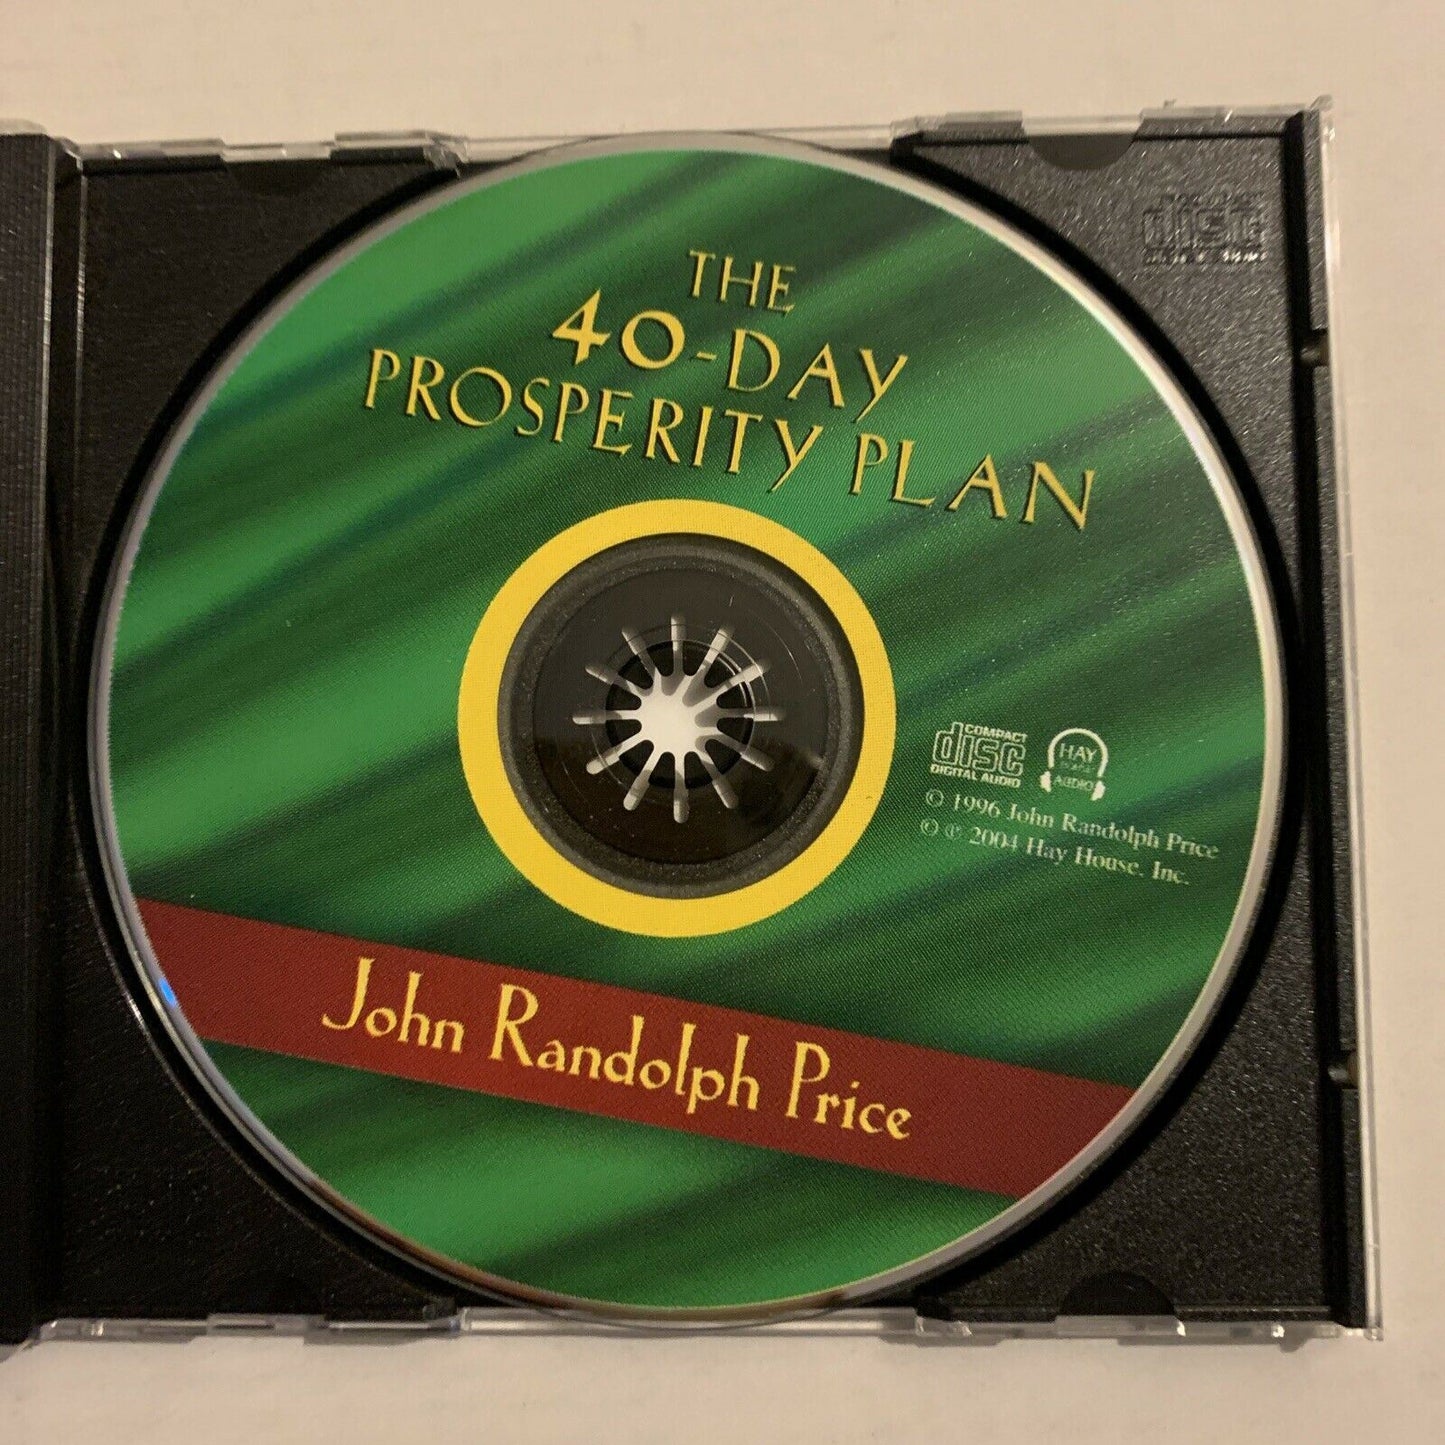 THE
40-DAY
PROSPERITY PLAN
disc
COMPACT
disc
DIGITAL AUDIO
HAY
AUDIO
© 1996 John Randolph Price
© ℗ 2004 Hay House, Inc.
John Randolph Price